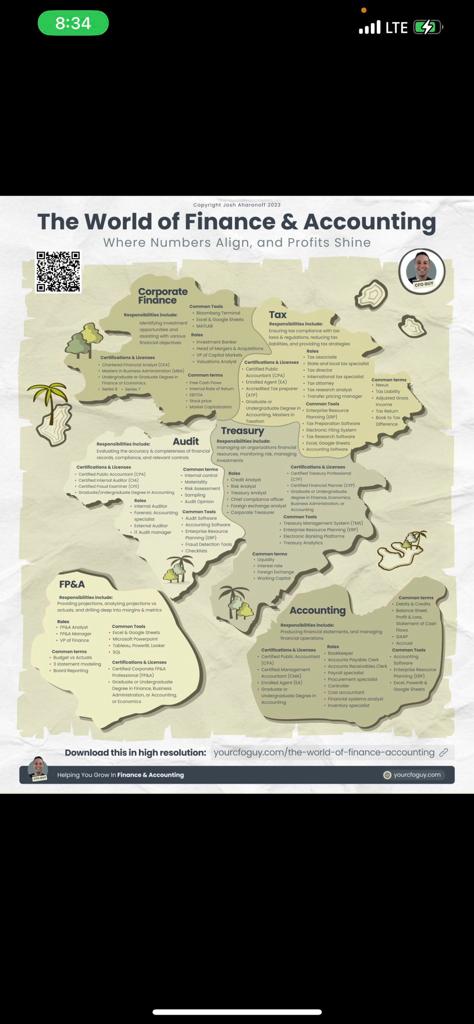 8:34
LTE
Copyright Josh Aharonoff 2023
The World of Finance & Accounting
Where Numbers Align, and Profits Shine
CFO GUY
Corporate
Finance
Responsibilities Include:
Identifying investment
opportunities and
assisting with various
financial objectives
Certifications & Licenses
• Chartered Financial Analyst (CFA)
• Masters in Business Administration (MBA)
• Undergraduate or Graduate Degree in
Finance or Economics
• Series 6 • Series 7
Common Tools
• Bloomberg Terminal
• Excel & Google Sheets
• MATLAB
Roles
• Investment Banker
• Head of Mergers & Acquisitions
• VP of Capital Markets
• Valuations Analyst
Common terms
• Free Cash Flows
• Internal Rate of Return
• EBITDA
• Stock price
• Market Capitalization
Tax
Responsibilities Include:
Ensuring tax compliance with tax
laws & regulations, reducing tax
liabilities, and providing tax strategies
Certifications & Licenses
• Certified Public
Accountant (CPA)
• Enrolled Agent (EA)
• Accredited Tax preparer
(ATP)
• Graduate or
Undergraduate Degree in
Accounting, Masters in
Taxation
Roles
• Tax associate
• State and local tax specialist
• Tax director
• International tax specialist
• Tax attorney
• Tax research analyst
• Transfer pricing manager
Common Tools
• Enterprise Resource
Planning (ERP)
• Tax Preparation Software
• Electronic Filing System
• Tax Research Software
• Excel, Google Sheets
• Accounting Software
Common terms
• Nexus
• Tax Liability
• Adjusted Gross
Income
• Tax Return
• Book to Tax
Difference
Audit
Responsibilities Include:
Evaluating the accuracy & completeness of financial
records, compliance, and relevant controls
Certifications & Licenses
• Certified Public Accountant (CPA)
• Certified Internal Auditor (CIA)
• Certified Fraud Examiner (CFE)
• Graduate/Undergraduate Degree in Accounting
Roles
• Internal Auditor
• Forensic Accounting
specialist
• External Auditor
• IT Audit manager
Common terms
• Internal control
• Materiality
• Risk Assessment
• Sampling
• Audit Opinion
Common Tools
• Audit Software
• Accounting Software
• Enterprise Resource
Planning (ERP)
• Fraud Detection Tools
• Checklists
Treasury
Responsibilities Include:
managing an organizations financial
resources, monitoring risk, managing
investments
Roles
• Credit Analyst
• Risk Analyst
• Treasury Analyst
• Chief compliance officer
• Foreign exchange analyst
• Corporate Treasurer
Certifications & Licenses
• Certified Treasury Professional
(CTP)
• Certified Financial Planner (CFP)
• Graduate or Undergraduate
degree in Finance, Economics,
Business Administration, or
Accounting
Common Tools
• Treasury Management System (TMS)
• Enterprise Resource Planning (ERP)
• Electronic Banking Platforms
• Treasury Analytics
Common terms
• Liquidity
• Interest rate
• Foreign Exchange
• Working Capital
FP&A
Responsibilities Include:
Providing projections, analyzing projections vs
actuals, and drilling deep into margins & metrics
Roles
• FP&A Analyst
• FP&A Manager
• VP of Finance
Common terms
• Budget vs Actuals
• 3 statement modeling
• Board Reporting
Common Tools
• Excel & Google Sheets
• Microsoft Powerpoint
• Tableau, PowerBI, Looker
• SQL
Certifications & Licenses
• Certified Corporate FP&A
Professional (FP&A)
• Graduate or Undergraduate
Degree in Finance, Business
Administration, or Accounting,
or Economics
Accounting
Responsibilities Include:
Producing financial statements, and managing
financial operations
Certifications & Licenses
• Certified Public Accountant
(CPA)
• Certified Management
Accountant (CMA)
• Enrolled Agent (EA)
• Graduate or
Undergraduate Degree in
Accounting
Roles
• Bookkeeper
• Accounts Payable Clerk
• Accounts Receivables Clerk
• Payroll specialist
• Procurement specialist
• Controller
• Cost accountant
• Financial systems analyst
• Inventory specialist
Common terms
• Debits & Credits
• Balance Sheet,
Profit & Loss,
Statement of Cash
Flows
• GAAP
• Accrual
Common Tools
• Accounting
Software
• Enterprise Resource
Planning (ERP)
• Excel, PowerBI &
Google Sheets
Download this in high resolution: yourcfoguy.com/the-world-of-finance-accounting
Helping You Grow In Finance & Accounting
yourcfoguy.com